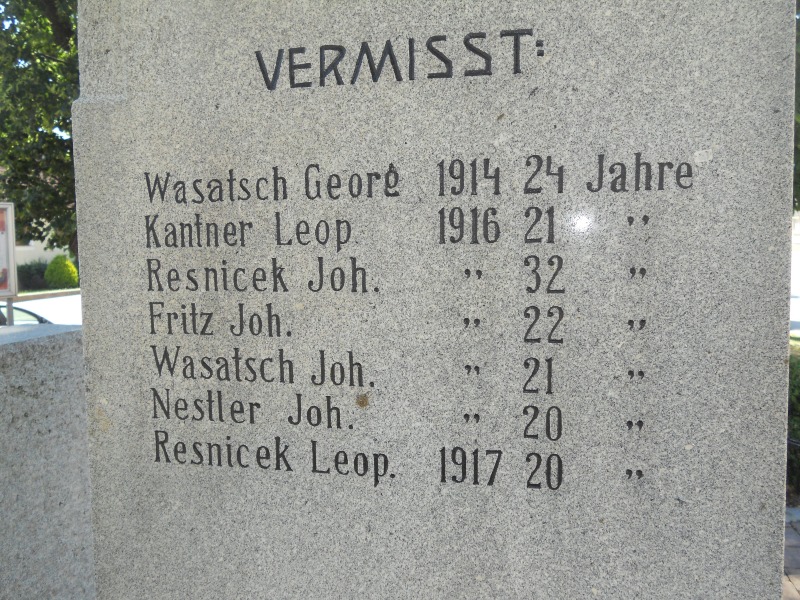 VERMISST:
Wasatsch Georg 1914 24 Jahre
Kantner Leop. 1916 21 "
Resnicek Joh. " 32 "
Fritz Joh. " 22 "
Wasatsch Joh. " 21 "
Nestler Joh. " 20 "
Resnicek Leop. 1917 20 "